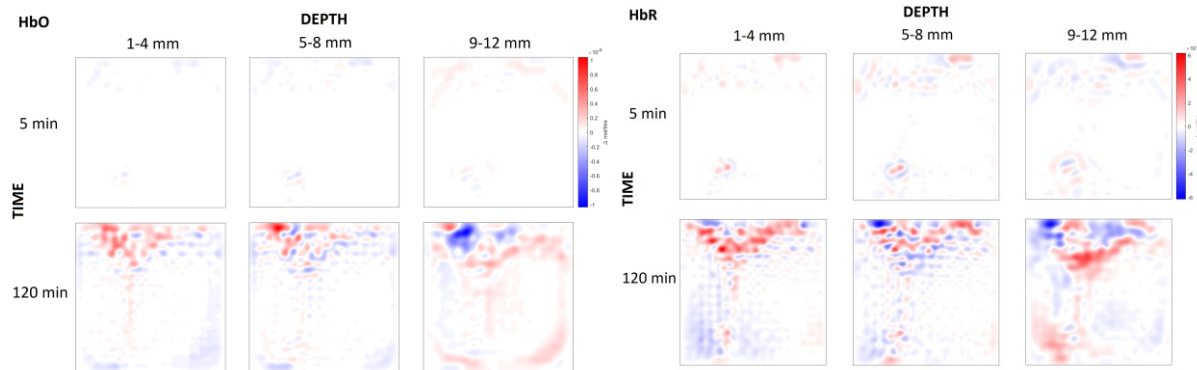 HbO
DEPTH
1-4 mm
5-8 mm
9-12 mm
TIME
5 min
120 min
1
0.8
0.6
0.4
0.2
0
-0.2
-0.4
-0.6
-0.8
-1
Δ mol/litre
HbR
DEPTH
1-4 mm
5-8 mm
9-12 mm
TIME
5 min
120 min
6
4
2
0
-2
-4
-6